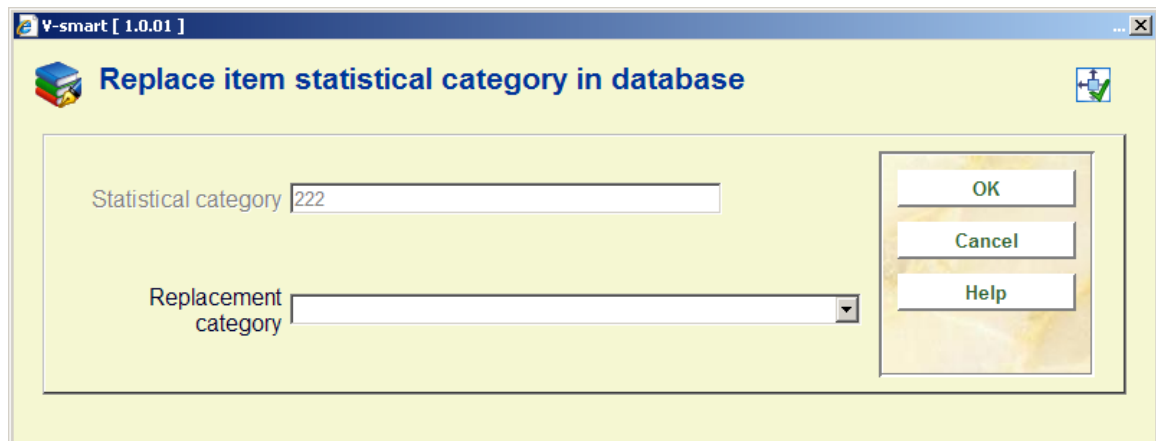 V-smart [ 1.0.01 ]
...
Replace item statistical category in database
Statistical category 222
OK
Cancel
Replacement
category
Help